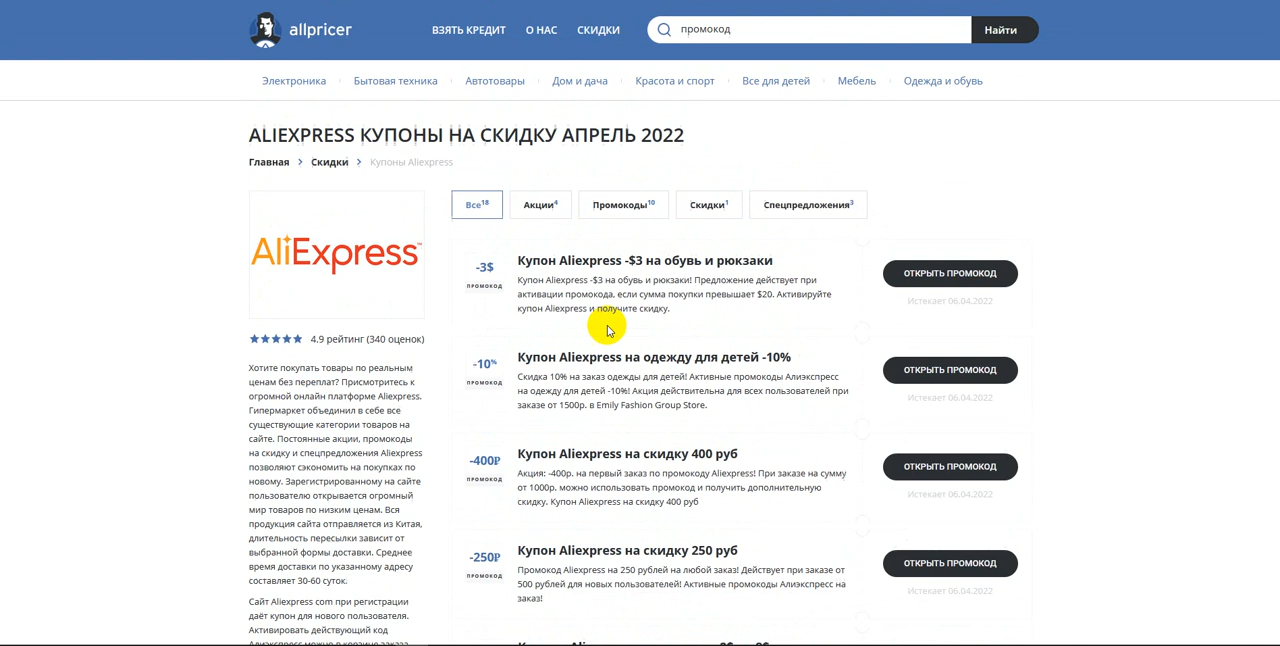 allpricer
ВЗЯТЬ КРЕДИТ
О НАС
СКИДКИ
промокод
Найти
Электроника
Бытовая техника
Автотовары
Дом и дача
Красота и спорт
Все для детей
Мебель
Одежда и обувь
ALIEXPRESS КУПОНЫ НА СКИДКУ АПРЕЛЬ 2022
Главная > Скидки > Купоны Aliexpress
AliExpress™
4.9 рейтинг (340 оценок)
Хотите покупать товары по реальным
ценам без переплат? Присмотритесь к
огромной онлайн платформе Aliexpress.
Гипермаркет объединил в себе все
существующие категории товаров на
сайте. Постоянные акции, промокоды
на скидку и спецпредложения Aliexpress
позволяют сэкономить на покупках по
новому. Зарегистрированному на сайте
пользователю открывается огромный
мир товаров по низким ценам. Вся
продукция сайта отправляется из Китая,
длительность пересылки зависит от
выбранной формы доставки. Среднее
время доставки по указанному адресу
составляет 30-60 суток.
Сайт Aliexpress com при регистрации
даёт купон для нового пользователя.
Активировать действующий код
Алиэкспресс можно в корзине заказа
Все18
Акции4
Промокоды10
Скидки1
Спецпредложения3
-3$
ПРОМОКОД
Купон Aliexpress -$3 на обувь и рюкзаки
Купон Aliexpress -$3 на обувь и рюкзаки! Предложение действует при
активации промокода, если сумма покупки превышает $20. Активируйте
купон Aliexpress и получите скидку.
ОТКРЫТЬ ПРОМОКОД
Истекает 06.04.2022
-10%
ПРОМОКОД
Купон Aliexpress на одежду для детей -10%
Скидка 10% на заказ одежды для детей! Активные промокоды Алиэкспресс
на одежду для детей -10%! Акция действительна для всех пользователей при
заказе от 1500р. в Emily Fashion Group Store.
ОТКРЫТЬ ПРОМОКОД
Истекает 06.04.2022
-400₽
ПРОМОКОД
Купон Aliexpress на скидку 400 руб
Акция: -400р. на первый заказ по промокоду Aliexpress! При заказе на сумму
от 1000р. можно использовать промокод и получить дополнительную
скидку. Купон Aliexpress на скидку 400 руб
ОТКРЫТЬ ПРОМОКОД
Истекает 06.04.2022
-250₽
ПРОМОКОД
Купон Aliexpress на скидку 250 руб
Промокод Aliexpress на 250 рублей на любой заказ! Действует при заказе от
500 рублей для новых пользователей! Активные промокоды Алиэкспресс на
заказ!
ОТКРЫТЬ ПРОМОКОД
Истекает 06.04.2022